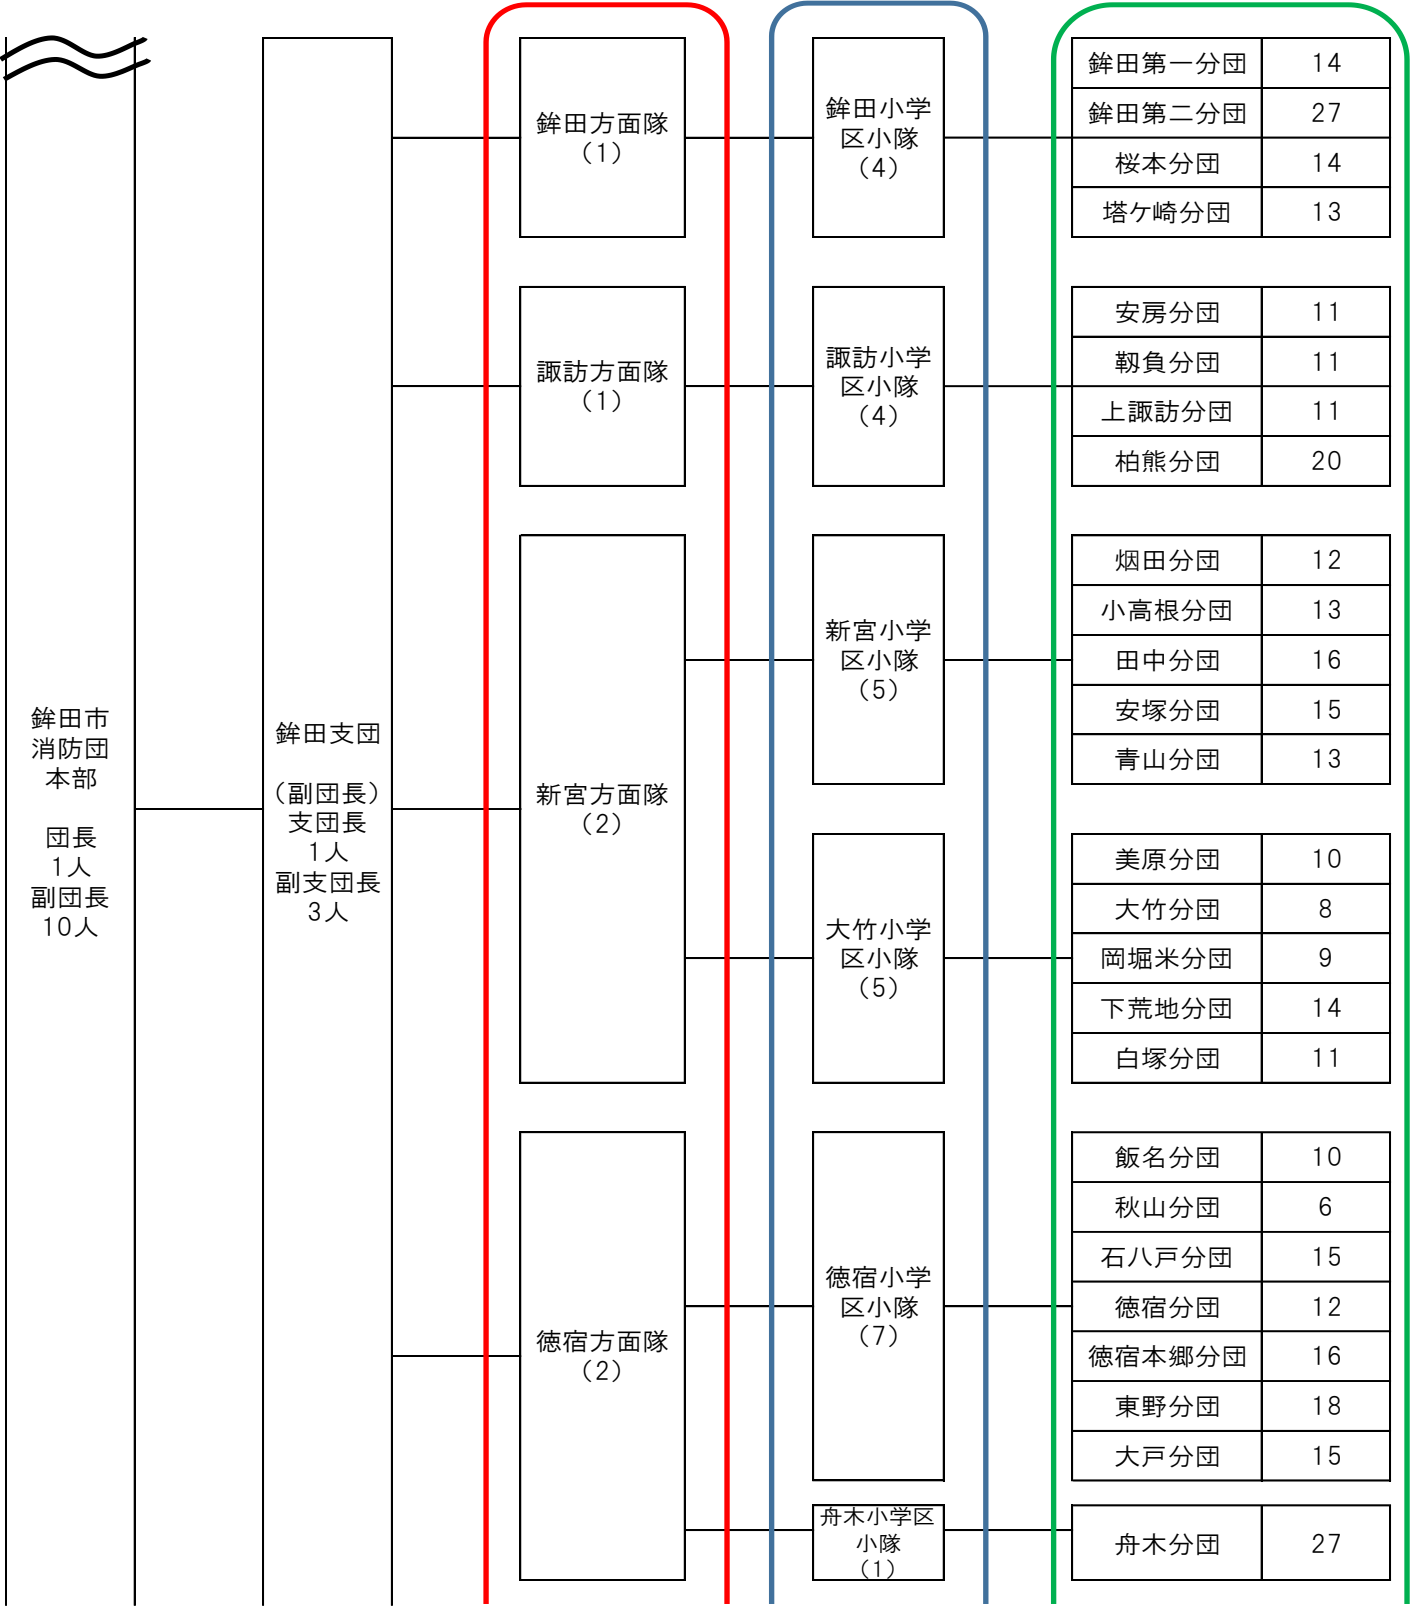 鉾田市
消防団
本部
団長
1人
副団長
10人
鉾田支団
（副団長）
支団長
1人
副支団長
3人
鉾田方面隊
（1）
鉾田小学
区小隊
（4）
鉾田第一分団 14
鉾田第二分団 27
桜本分団 14
塔ケ崎分団 13
諏訪方面隊
（1）
諏訪小学
区小隊
（4）
安房分団 11
靱負分団 11
上諏訪分団 11
柏熊分団 20
新宮方面隊
（2）
新宮小学
区小隊
（5）
烟田分団 12
小高根分団 13
田中分団 16
安塚分団 15
青山分団 13
大竹小学
区小隊
（5）
美原分団 10
大竹分団 8
岡堀米分団 9
下荒地分団 14
白塚分団 11
徳宿方面隊
（2）
徳宿小学
区小隊
（7）
飯名分団 10
秋山分団 6
石八戸分団 15
徳宿分団 12
徳宿本郷分団 16
東野分団 18
大戸分団 15
舟木小学区
小隊
（1）
舟木分団 27